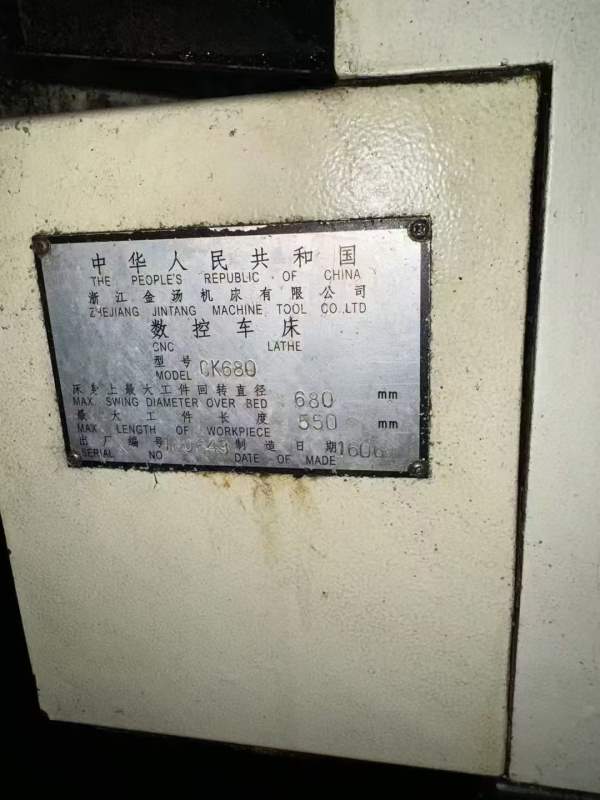 中华人民共和国
THE PEOPLE'S REPUBLIC OF CHINA
浙江金汤机床有限公司
ZHEJIANG JINTANG MACHINE TOOL CO.,LTD
数控车床
CNC LATHE
型号
MODEL CK680
床身上最大工件回转直径
MAX. SWING DIAMETER OVER BED 680 mm
最大工件长度
MAX LENGTH OF WORKPIECE 550 mm
出厂编号 制造日期
SERIAL NO DATE OF MADE